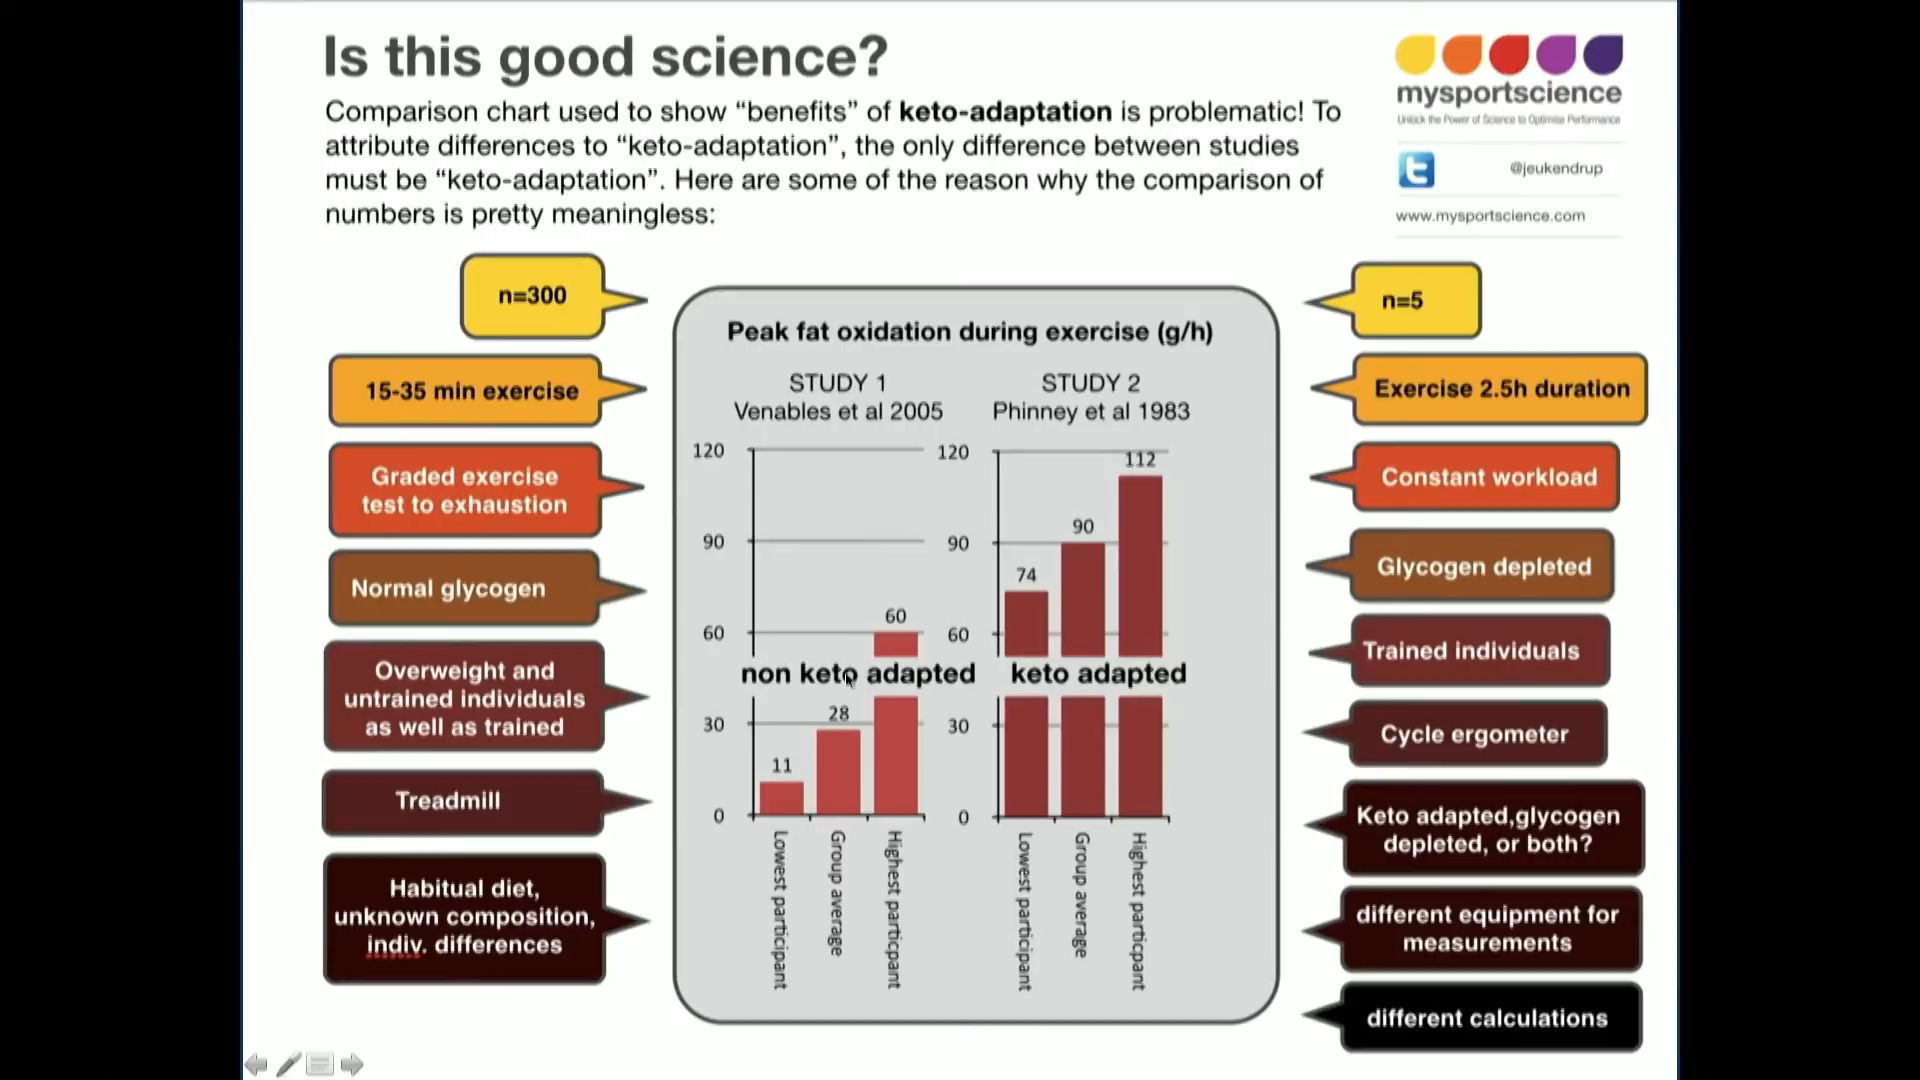 Is this good science?
Comparison chart used to show “benefits” of keto-adaptation is problematic! To
attribute differences to “keto-adaptation”, the only difference between studies
must be “keto-adaptation”. Here are some of the reason why the comparison of
numbers is pretty meaningless:
mysportscience
Unlock the Power of Science to Optimise Performance
@jeukendrup
www.mysportscience.com
n=300
15-35 min exercise
Graded exercise
test to exhaustion
Normal glycogen
Overweight and
untrained individuals
as well as trained
Treadmill
Habitual diet,
unknown composition,
indiv. differences
Peak fat oxidation during exercise (g/h)
STUDY 1
Venables et al 2005
120
90
60
30
0
60
28
11
non keto adapted
Lowest participant
Group average
Highest participant
STUDY 2
Phinney et al 1983
120
90
60
30
0
112
90
74
keto adapted
Lowest participant
Group average
Highest particpant
n=5
Exercise 2.5h duration
Constant workload
Glycogen depleted
Trained individuals
Cycle ergometer
Keto adapted,glycogen
depleted, or both?
different equipment for
measurements
different calculations